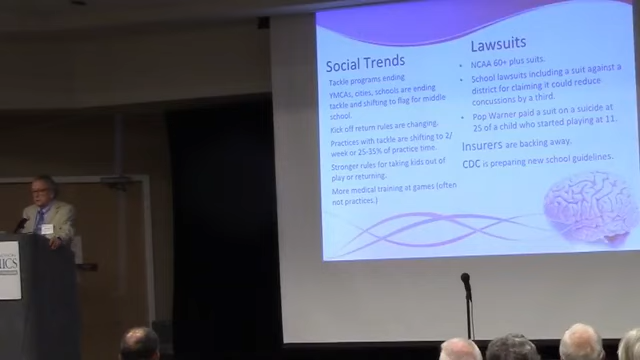 Social Trends
Tackle programs ending
YMCAs, cities, schools are ending
tackle and shifting to flag for middle
school.
Kick off return rules are changing.
Practices with tackle are shifting to 2/
week or 25-35% of practice time.
Stronger rules for taking kids out of
play or returning.
More medical training at games (often
not practices.)
Lawsuits
• NCAA 60+ plus suits.
• School lawsuits including a suit against a
district for claiming it could reduce
concussions by a third.
• Pop Warner paid a suit on a suicide at
25 of a child who started playing at 11.
Insurers are backing away.
CDC is preparing new school guidelines.